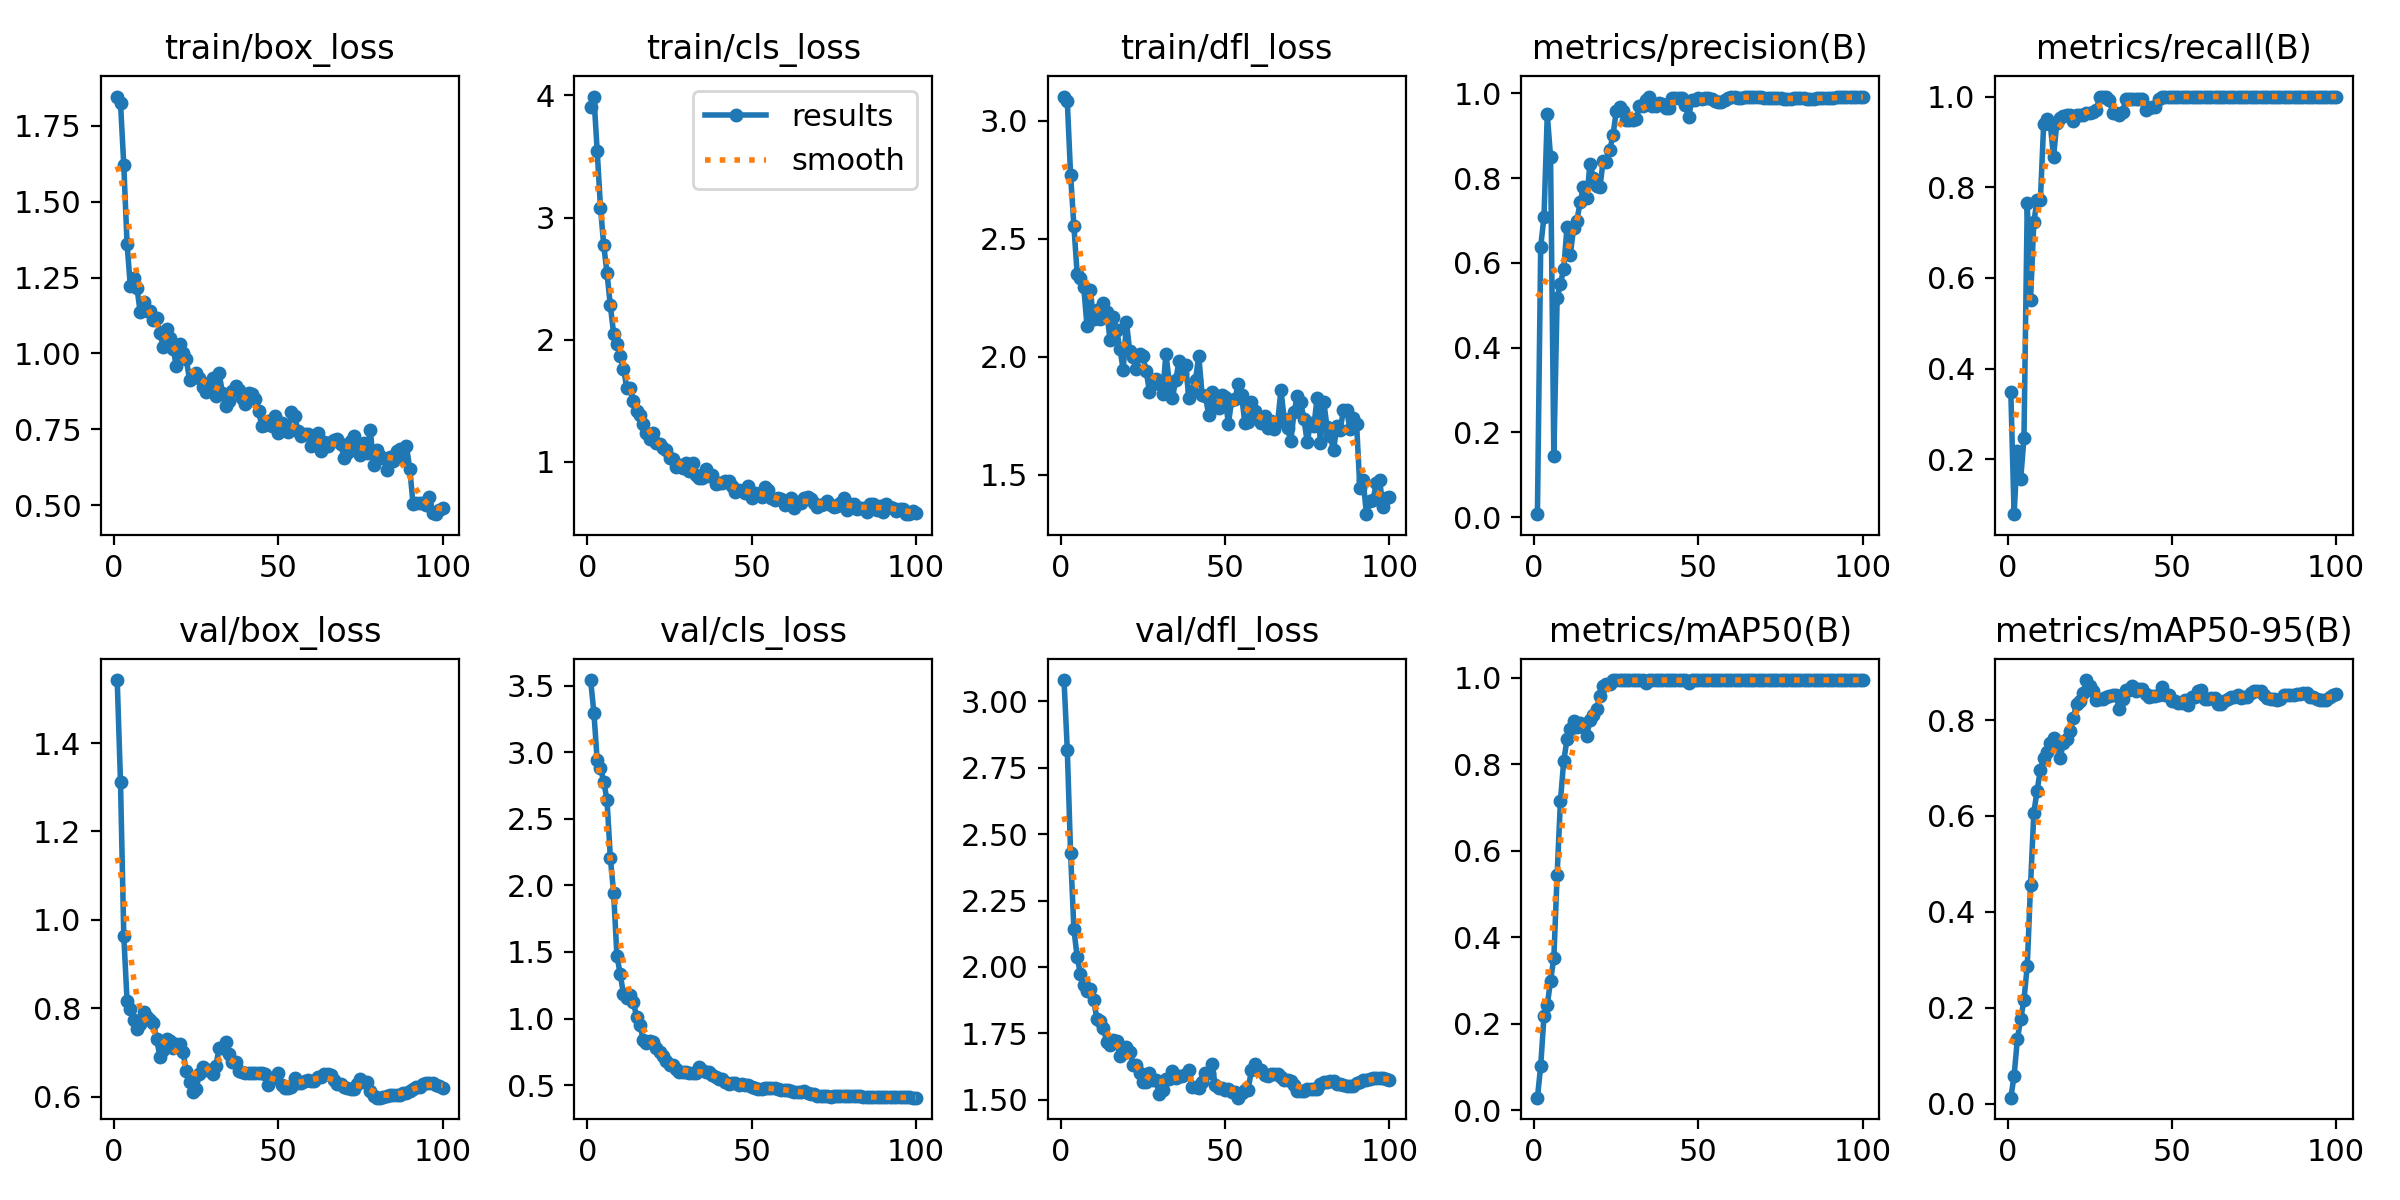 train/box_loss
1.75
1.50
1.25
1.00
0.75
0.50
0 50 100
train/cls_loss
results
smooth
4
3
2
1
0 50 100
train/dfl_loss
3.0
2.5
2.0
1.5
0 50 100
metrics/precision(B)
1.0
0.8
0.6
0.4
0.2
0.0
0 50 100
metrics/recall(B)
1.0
0.8
0.6
0.4
0.2
0 50 100
val/box_loss
1.4
1.2
1.0
0.8
0.6
0 50 100
val/cls_loss
3.5
3.0
2.5
2.0
1.5
1.0
0.5
0 50 100
val/dfl_loss
3.00
2.75
2.50
2.25
2.00
1.75
1.50
0 50 100
metrics/mAP50(B)
1.0
0.8
0.6
0.4
0.2
0.0
0 50 100
metrics/mAP50-95(B)
0.8
0.6
0.4
0.2
0.0
0 50 100